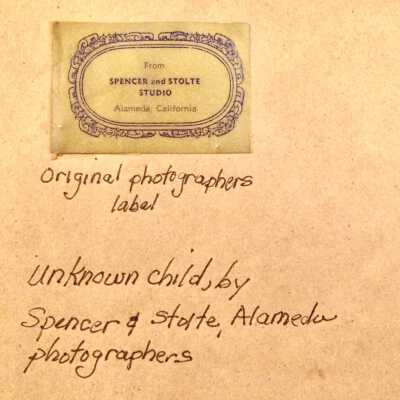 From
SPENCER and STOLTE
STUDIO
Alameda, California
Original photographers
label
Unknown child, by
Spencer & Stolte, Alameda
photographers